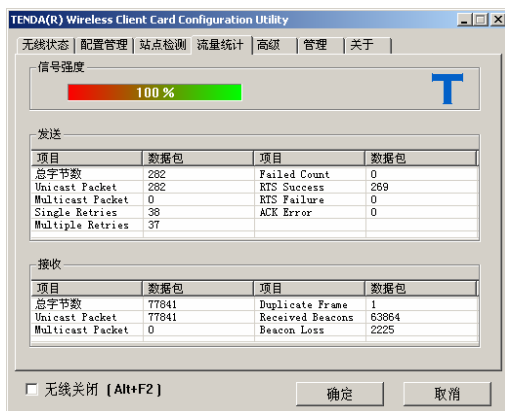 TENDA(R) Wireless Client Card Configuration Utility
无线状态 配置管理 站点检测 流量统计 高级 管理 关于
信号强度
100 %
T
发送
项目 数据包 项目 数据包
总字节数 282 Failed Count 0
Unicast Packet 282 RTS Success 269
Multicast Packet 0 RTS Failure 0
Single Retries 38 ACK Error 0
Multiple Retries 37
接收
项目 数据包 项目 数据包
总字节数 77841 Duplicate Frame 1
Unicast Packet 77841 Received Beacons 63864
Multicast Packet 0 Beacon Loss 2225
无线关闭 (Alt+F2) 确定 取消